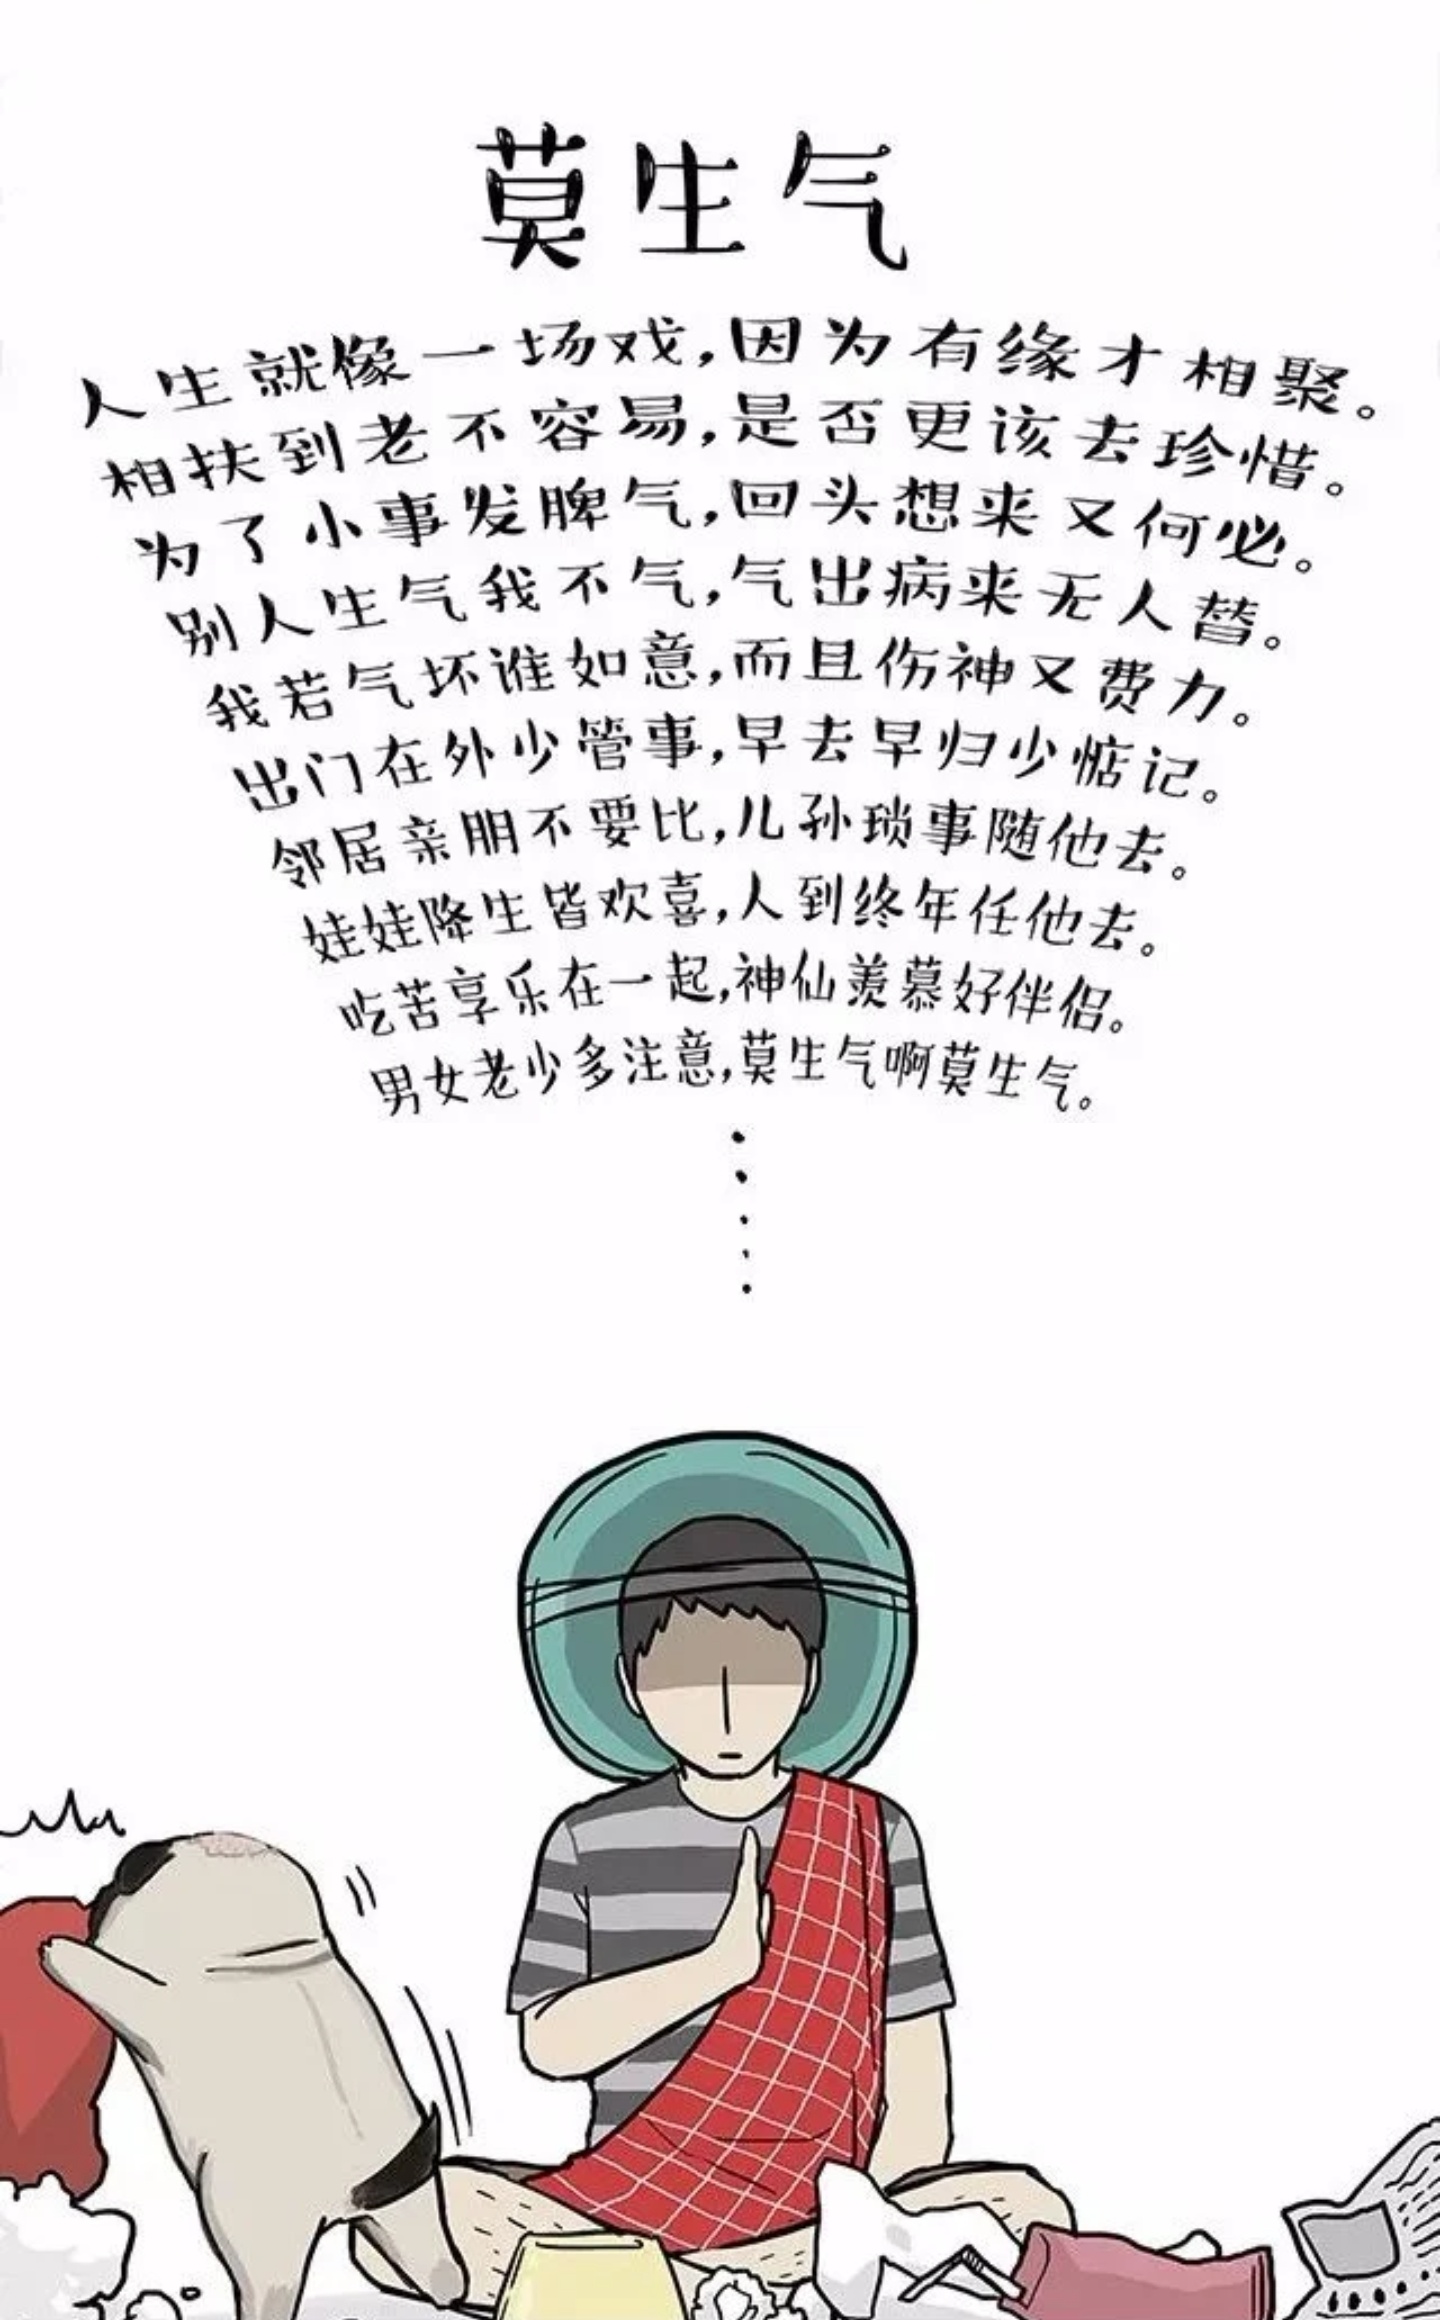 莫生气
人生就像一场戏,因为有缘才相聚。
相扶到老不容易,是否更该去珍惜。
为了小事发脾气,回头想来又何必。
别人生气我不气,气出病来无人替。
我若气坏谁如意,而且伤神又费力。
出门在外少管事,早去早归少惦记。
邻居亲朋不要比,儿孙琐事随他去。
娃娃降生皆欢喜,人到终年任他去。
吃苦享乐在一起,神仙羡慕好伴侣。
男女老少多注意,莫生气啊莫生气。